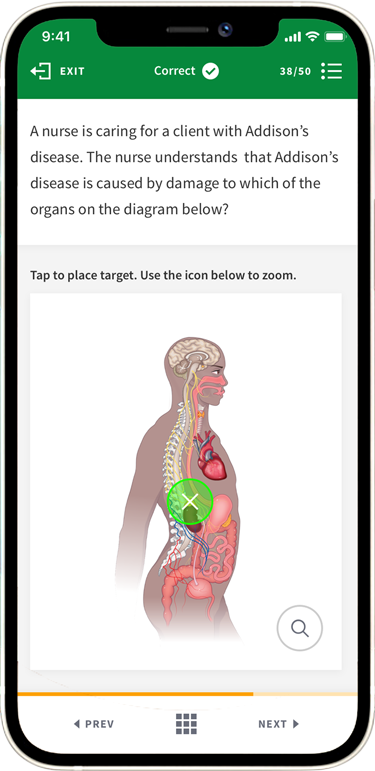 9:41
EXIT
Correct
38/50
A nurse is caring for a client with Addison's
disease. The nurse understands that Addison's
disease is caused by damage to which of the
organs on the diagram below?
Tap to place target. Use the icon below to zoom.
PREV
NEXT